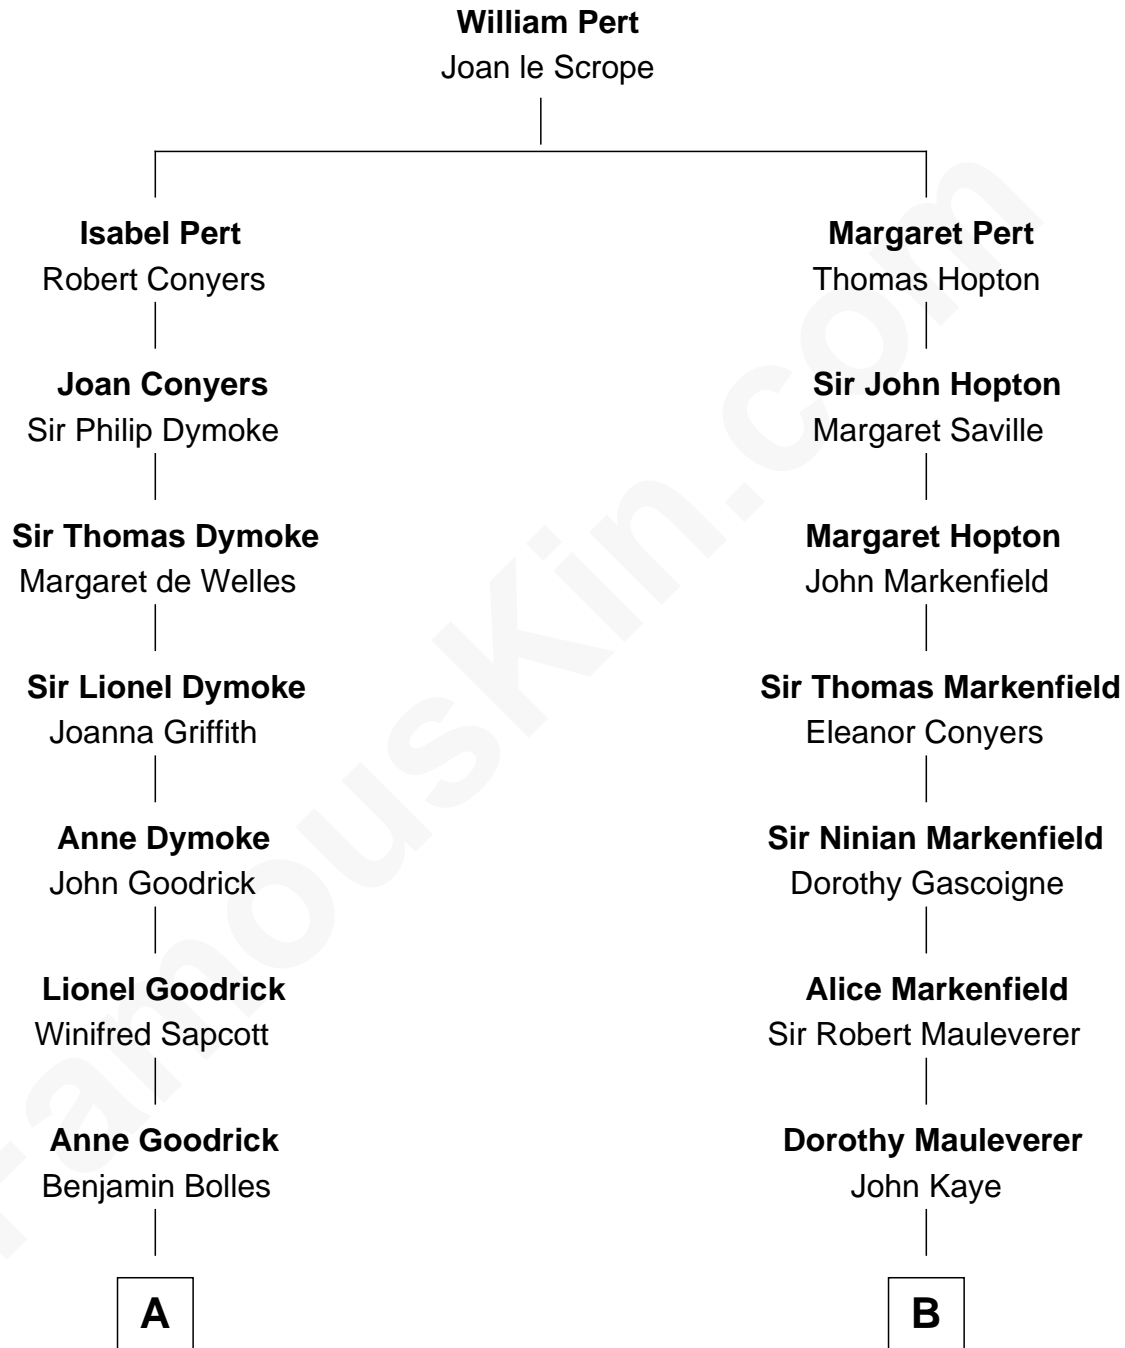 William Pert
Joan le Scrope
Isabel Pert
Robert Conyers
Margaret Pert
Thomas Hopton
Joan Conyers
Sir Philip Dymoke
Sir John Hopton
Margaret Saville
Sir Thomas Dymoke
Margaret de Welles
Margaret Hopton
John Markenfield
Sir Lionel Dymoke
Joanna Griffith
Sir Thomas Markenfield
Eleanor Conyers
Anne Dymoke
John Goodrick
Sir Ninian Markenfield
Dorothy Gascoigne
Lionel Goodrick
Winifred Sapcott
Alice Markenfield
Sir Robert Mauleverer
Anne Goodrick
Benjamin Bolles
Dorothy Mauleverer
John Kaye
A
B
FamousKin.com